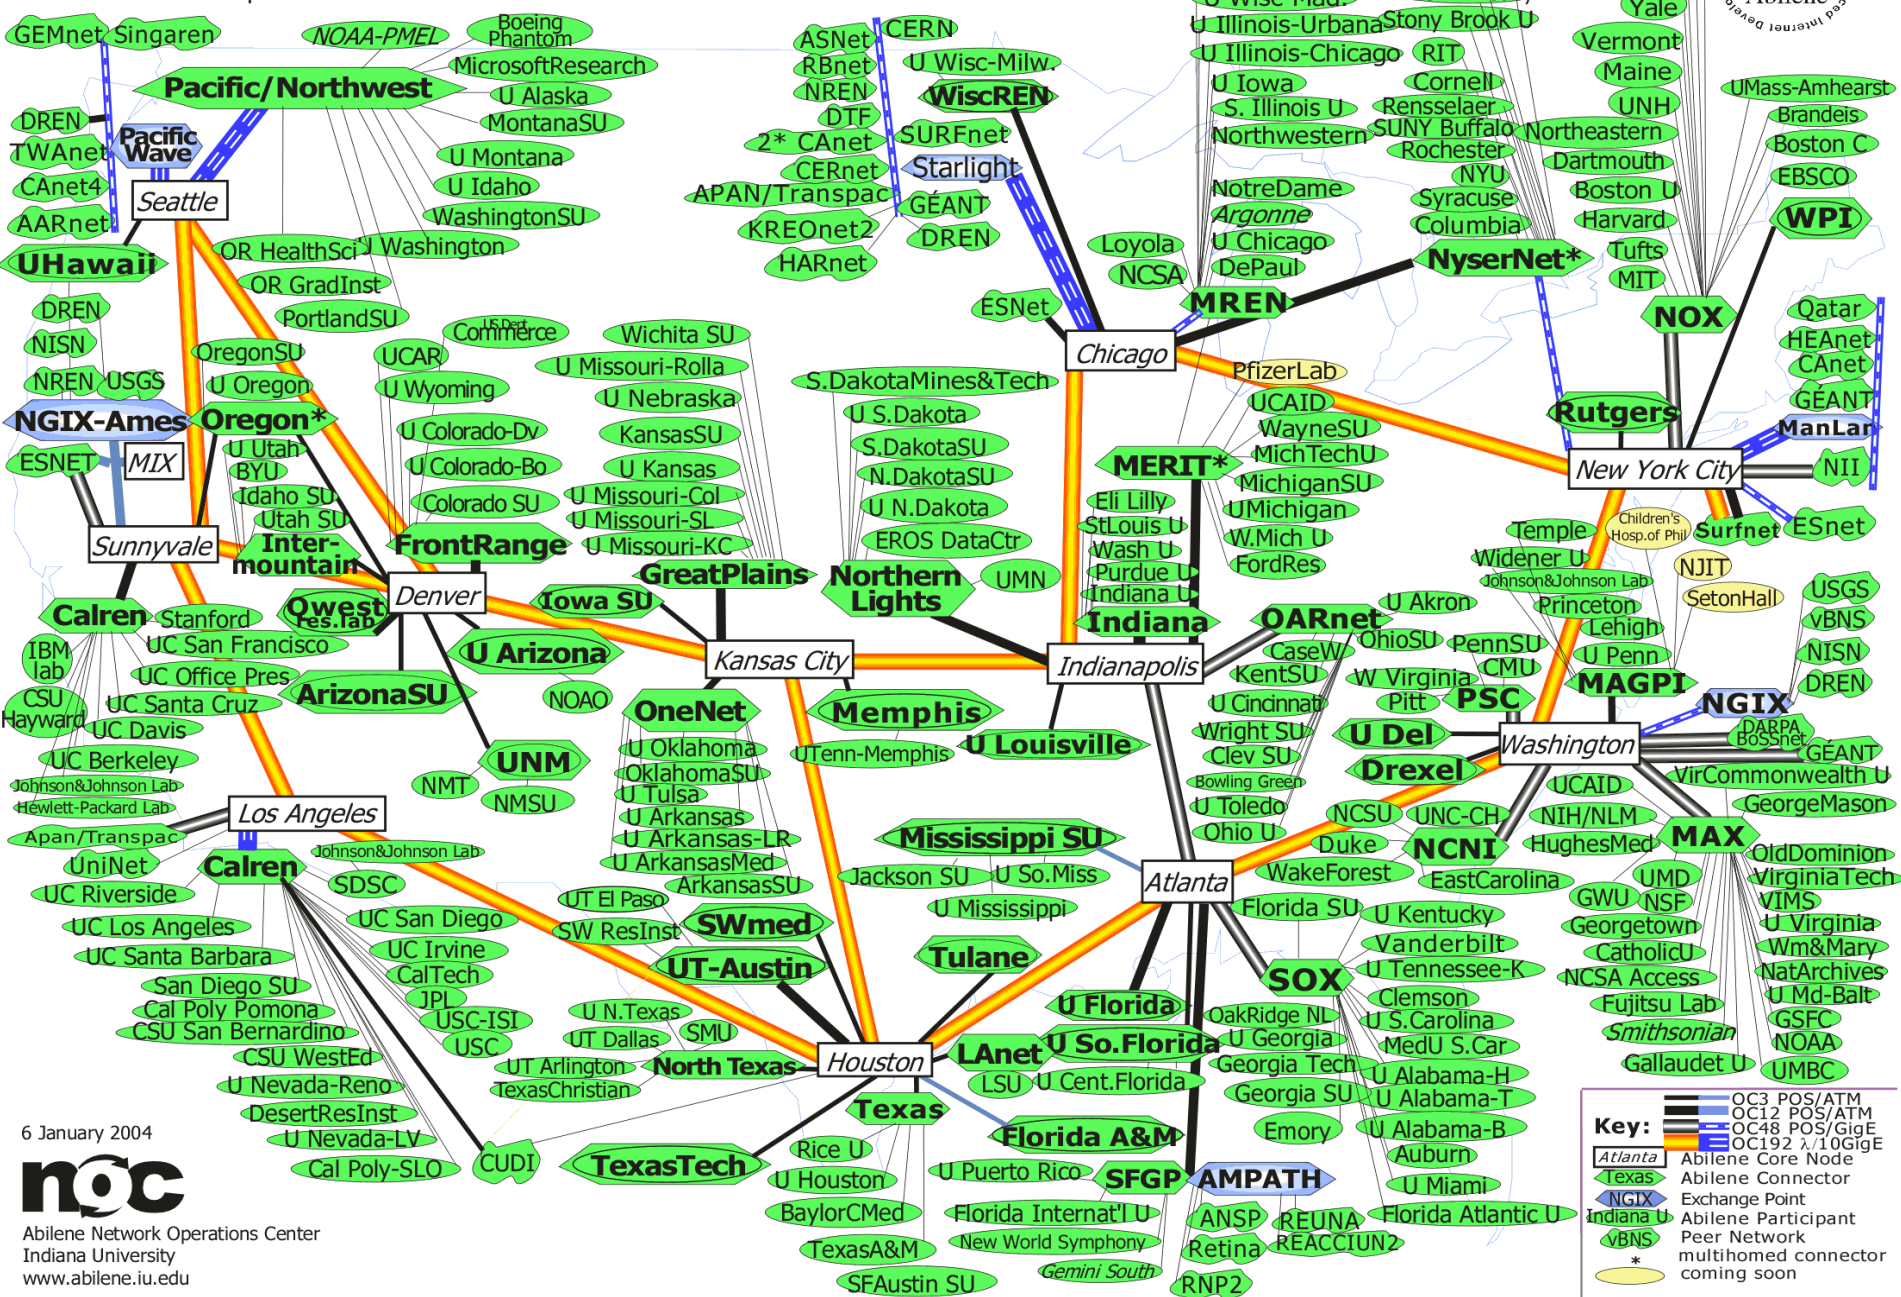 GEMnet
Singaren
NOAA-PMEL
Boeing
Phantom
MicrosoftResearch
Pacific/Northwest
U Alaska
MontanaSU
DREN
TWAnet
Pacific
Wave
CAnet4
AARnet
Seattle
U Montana
U Idaho
WashingtonSU
UHawaii
OR HealthSci
U Washington
OR GradInst
PortlandSU
DREN
NISN
NREN
USGS
NGIX-Ames
ESNET
MIX
OregonSU
U Oregon
Oregon*
U Utah
BYU
Idaho SU
Utah SU
Inter-
mountain
UCAR
US Dept
Commerce
U Wyoming
U Colorado-Dv
U Colorado-Bo
Colorado SU
FrontRange
Sunnyvale
Denver
Qwest
res.lab
Calren
Stanford
UC San Francisco
IBM
lab
UC Office Pres
CSU
Hayward
UC Santa Cruz
UC Davis
UC Berkeley
Johnson&Johnson Lab
Hewlett-Packard Lab
ArizonaSU
U Arizona
NOAO
UNM
NMT
NMSU
Los Angeles
Apan/Transpac
UniNet
Calren
Johnson&Johnson Lab
SDSC
UC Riverside
UC Los Angeles
UC Santa Barbara
San Diego SU
Cal Poly Pomona
CSU San Bernardino
CSU WestEd
U Nevada-Reno
DesertResInst
U Nevada-LV
Cal Poly-SLO
UC San Diego
UC Irvine
CalTech
JPL
USC-ISI
USC
CUDI
ASNet
RBnet
NREN
DTF
2* CAnet
CERnet
APAN/Transpac
KREOnet2
HARnet
CERN
U Wisc-Milw.
WiscREN
SURFnet
Starlight
GÉANT
DREN
ESNet
Chicago
U Wisc-Mad.
U Illinois-Urbana
U Illinois-Chicago
U Iowa
S. Illinois U
Northwestern
NotreDame
Argonne
U Chicago
DePaul
Loyola
NCSA
MREN
Stony Brook U
RIT
Cornell
Rensselaer
SUNY Buffalo
Rochester
NYU
Syracuse
Columbia
NyserNet*
Yale
Vermont
Maine
UNH
Northeastern
Dartmouth
Boston U
Harvard
Tufts
MIT
NOX
UMass-Amhearst
Brandeis
Boston C
EBSCO
WPI
Qatar
HEAnet
CAnet
GÉANT
ManLan
NII
Rutgers
New York City
Surfnet
ESnet
Wichita SU
U Missouri-Rolla
U Nebraska
KansasSU
U Kansas
U Missouri-Col
U Missouri-SL
U Missouri-KC
GreatPlains
Iowa SU
Kansas City
S.DakotaMines&Tech
U S.Dakota
S.DakotaSU
N.DakotaSU
U N.Dakota
EROS DataCtr
Northern
Lights
UMN
PfizerLab
UCAID
WayneSU
MichTechU
MichiganSU
UMichigan
W.Mich U
FordRes
MERIT*
Eli Lilly
StLouis U
Wash U
Purdue U
Indiana U
Indiana
Indianapolis
OARnet
U Akron
OhioSU
CaseW
KentSU
U Cincinnati
Wright SU
Clev SU
Bowling Green
U Toledo
Ohio U
Temple
Widener U
Johnson&Johnson Lab
Princeton
Lehigh
U Penn
Children's
Hosp.of Phil
NJIT
SetonHall
MAGPI
PennSU
CMU
W Virginia
Pitt
PSC
U Del
Drexel
Washington
NGIX
USGS
vBNS
NISN
DREN
DARPA
BoSSnet
GÉANT
VirCommonwealth U
GeorgeMason
UCAID
NIH/NLM
HughesMed
MAX
OldDominion
VirginiaTech
VIMS
U Virginia
Wm&Mary
NatArchives
U Md-Balt
GSFC
NOAA
UMBC
UMD
GWU
NSF
Georgetown
CatholicU
NCSA Access
Fujitsu Lab
Smithsonian
Gallaudet U
OneNet
U Oklahoma
OklahomaSU
U Tulsa
U Arkansas
U Arkansas-LR
U ArkansasMed
ArkansasSU
Memphis
UTenn-Memphis
U Louisville
Mississippi SU
Jackson SU
U So.Miss
U Mississippi
Atlanta
NCSU
UNC-CH
Duke
NCNI
WakeForest
EastCarolina
Florida SU
U Kentucky
Vanderbilt
U Tennessee-K
SOX
Clemson
U S.Carolina
MedU S.Car
U Alabama-H
U Alabama-T
U Alabama-B
Auburn
U Miami
Florida Atlantic U
OakRidge NL
U Georgia
Georgia Tech
Georgia SU
Emory
UT El Paso
SW ResInst
SWmed
UT-Austin
U N.Texas
UT Dallas
SMU
UT Arlington
TexasChristian
North Texas
Houston
Tulane
LAnet
LSU
U Florida
U So.Florida
U Cent.Florida
Texas
TexasTech
Rice U
U Houston
BaylorCMed
TexasA&M
SFAustin SU
Florida A&M
U Puerto Rico
SFGP
AMPATH
Florida Internat'l U
New World Symphony
Gemini South
ANSP
Retina
RNP2
REUNA
REACCIUN2
6 January 2004
noc
Abilene Network Operations Center
Indiana University
www.abilene.iu.edu
Key:
OC3 POS/ATM
OC12 POS/ATM
OC48 POS/GigE
OC192 λ/10GigE
Atlanta Abilene Core Node
Texas Abilene Connector
NGIX Exchange Point
Indiana U Abilene Participant
vBNS Peer Network
* multihomed connector
coming soon